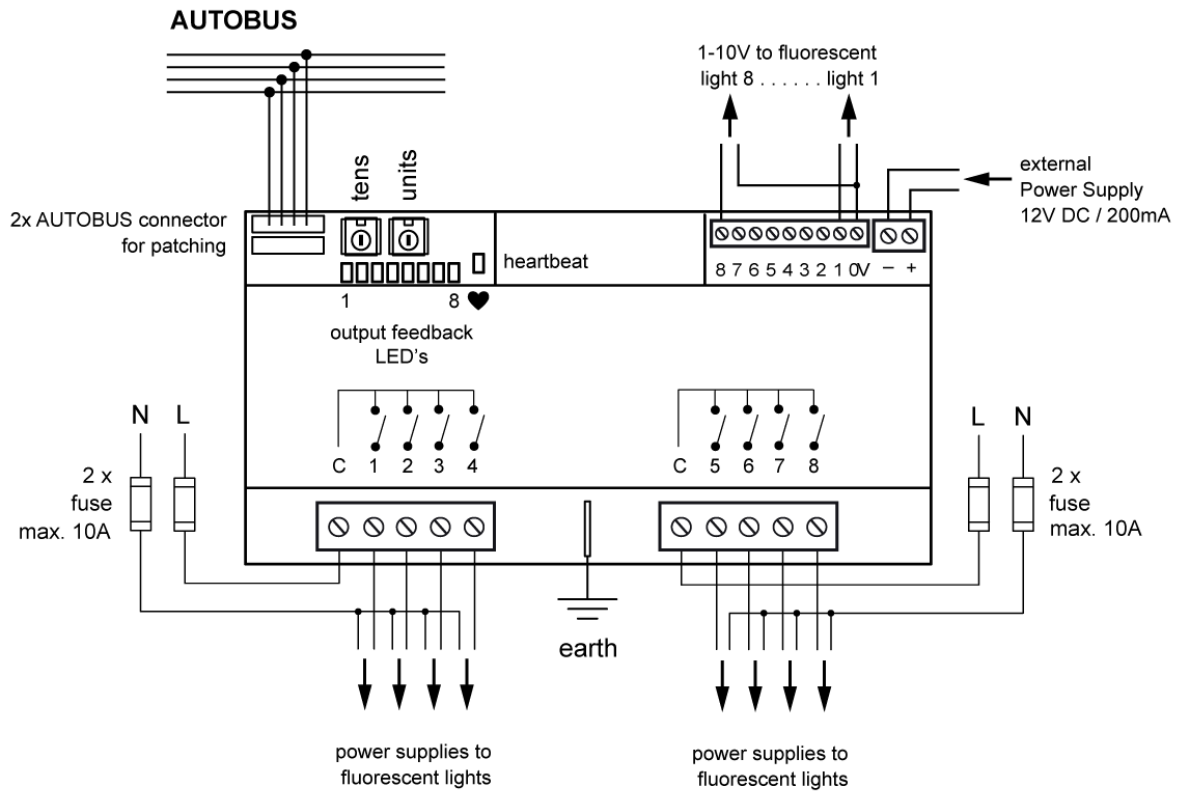 AUTOBUS
1-10V to fluorescent
light 8 . . . . . . light 1
tens
units
external
Power Supply
12V DC / 200mA
2x AUTOBUS connector
for patching
heartbeat
8 7 6 5 4 3 2 1 0V − +
1 8
output feedback
LED's
N L
C 1 2 3 4
C 5 6 7 8
L N
2 x
fuse
max. 10A
2 x
fuse
max. 10A
earth
power supplies to
fluorescent lights
power supplies to
fluorescent lights